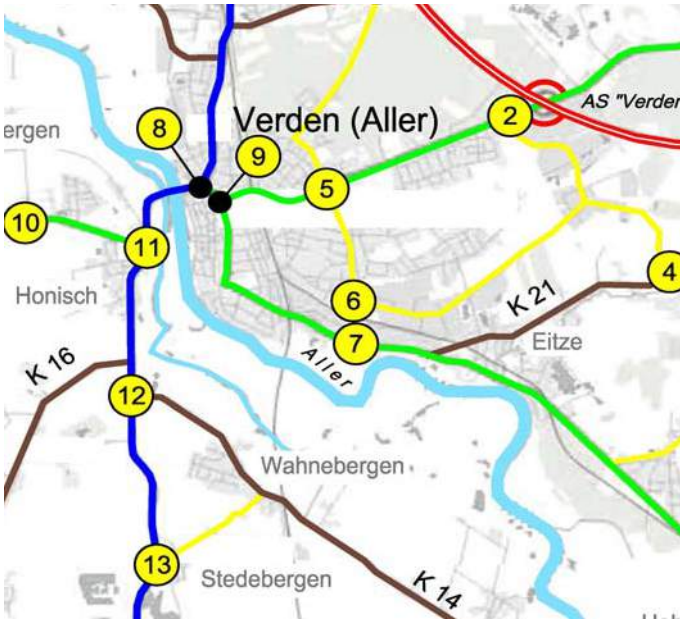 Verden (Aller)
2
AS "Verden
8
9
bergen
5
10
11
4
Honisch
6
K 21
7
Eitze
Aller
K 16
12
Wahnebergen
13
Stedebergen
K 14